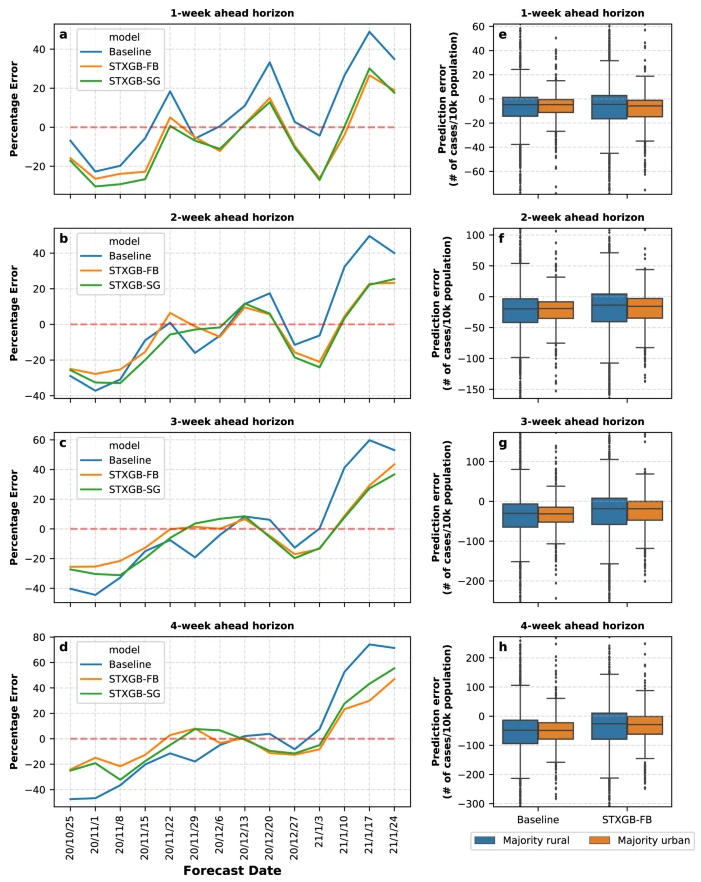 1-week ahead horizon
a
model
Baseline
STXGB-FB
STXGB-SG
Percentage Error
40
20
0
−20
1-week ahead horizon
e
Prediction error
(# of cases/10k population)
60
40
20
0
−20
−40
−60
2-week ahead horizon
b
model
Baseline
STXGB-FB
STXGB-SG
Percentage Error
40
20
0
−20
−40
2-week ahead horizon
f
Prediction error
(# of cases/10k population)
100
50
0
−50
−100
−150
3-week ahead horizon
c
model
Baseline
STXGB-FB
STXGB-SG
Percentage Error
60
40
20
0
−20
−40
3-week ahead horizon
g
Prediction error
(# of cases/10k population)
100
0
−100
−200
4-week ahead horizon
d
model
Baseline
STXGB-FB
STXGB-SG
Percentage Error
80
60
40
20
0
−20
−40
20/10/25
20/11/1
20/11/8
20/11/15
20/11/22
20/11/29
20/12/6
20/12/13
20/12/20
20/12/27
21/1/3
21/1/10
21/1/17
21/1/24
Forecast Date
4-week ahead horizon
h
Prediction error
(# of cases/10k population)
200
100
0
−100
−200
−300
Baseline
STXGB-FB
Majority rural
Majority urban